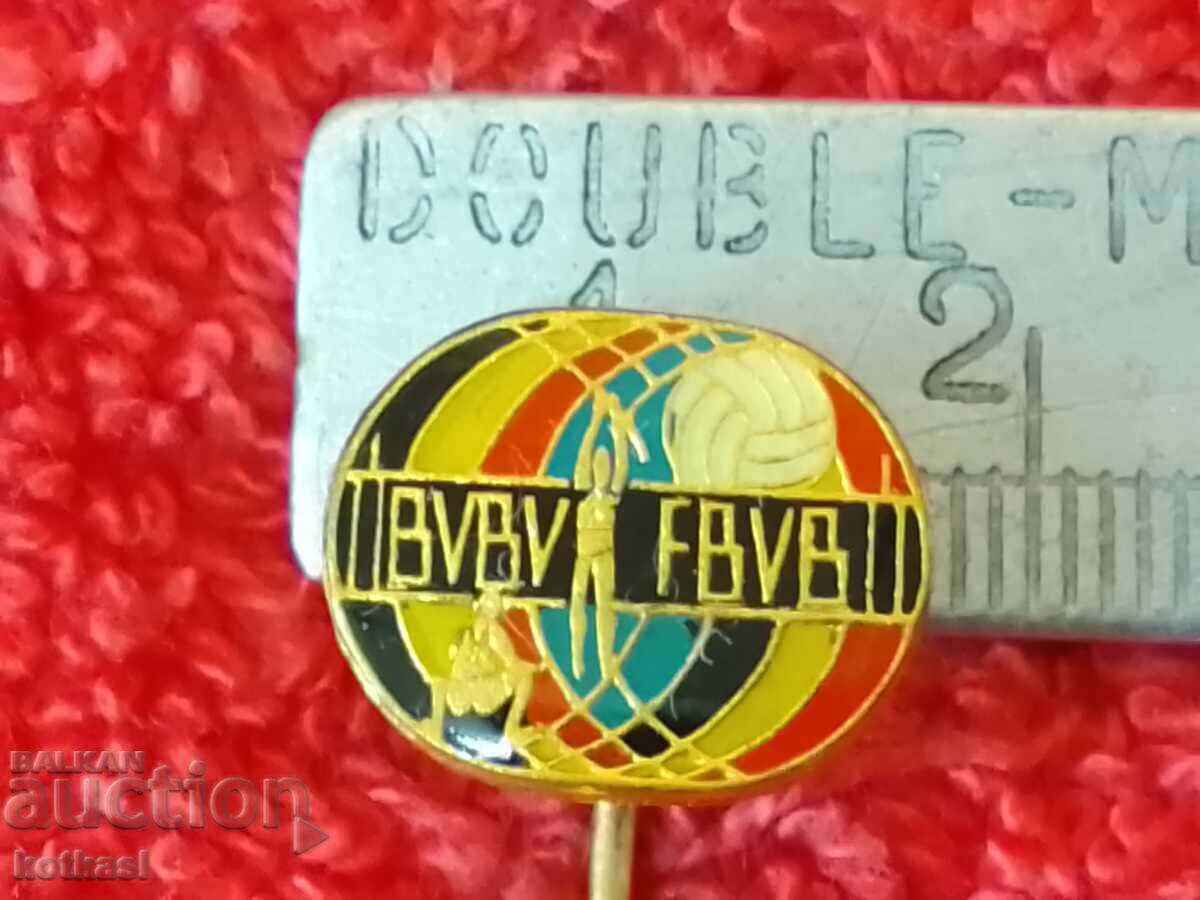 DOUBLE-M
1 2
BVBV FBVB
BALKAN
auction
kotkasl